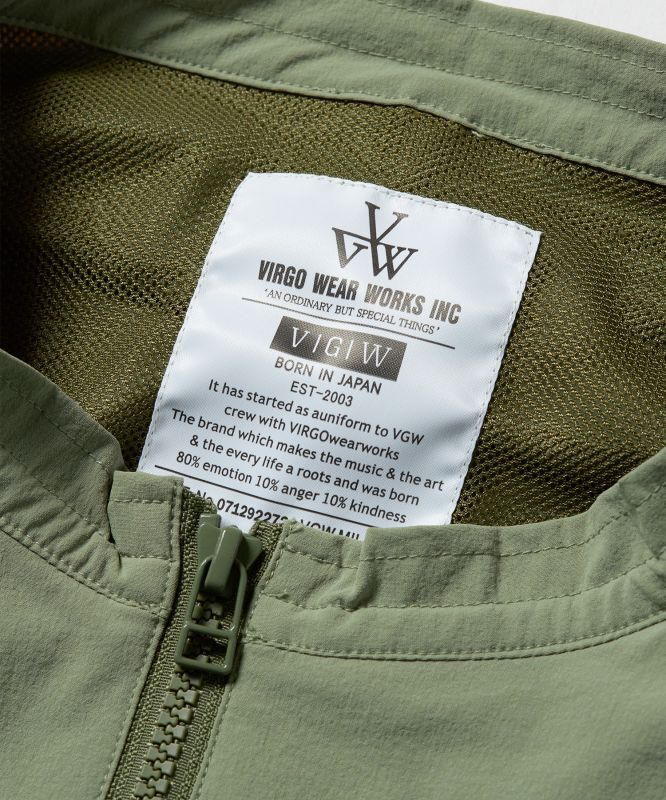 VGW
VIRGO WEAR WORKS INC
'AN ORDINARY BUT SPECIAL THINGS'
V|G|W
BORN IN JAPAN
EST-2003
It has started as auniform to VGW
crew with VIRGOwearworks
The brand which makes the music & the art
& the every life a roots and was born
80% emotion 10% anger 10% kindness
No 0712922